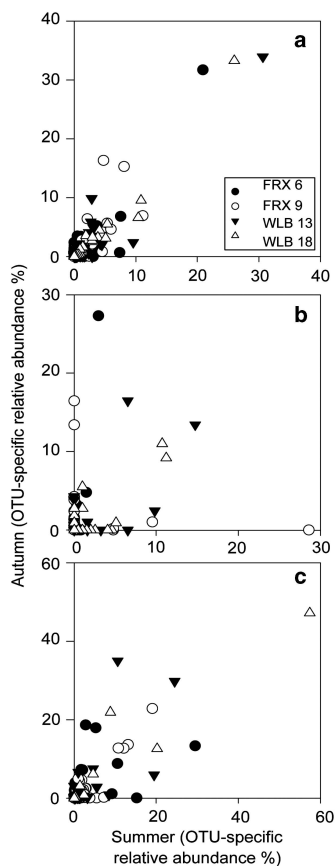 40
a
30
FRX 6
FRX 9
20
WLB 13
WLB 18
10
0
0 10 20 30 40
30
b
20
10
0
0 10 20 30
60
c
40
20
0
0 20 40 60
Autumn (OTU-specific relative abundance %)
Summer (OTU-specific
relative abundance %)